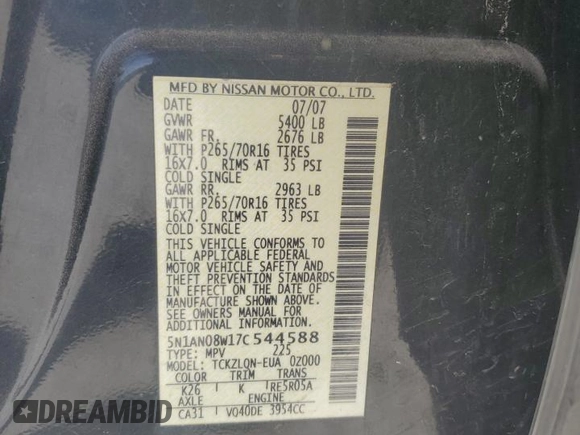 MFD BY NISSAN MOTOR CO., LTD.
DATE 07/07
GVWR 5400 LB
GAWR FR. 2676 LB
WITH P265/70R16 TIRES
16X7.0 RIMS AT 35 PSI
COLD SINGLE
GAWR RR. 2963 LB
WITH P265/70R16 TIRES
16X7.0 RIMS AT 35 PSI
COLD SINGLE
THIS VEHICLE CONFORMS TO
ALL APPLICABLE FEDERAL
MOTOR VEHICLE SAFETY AND
THEFT PREVENTION STANDARDS
IN EFFECT ON THE DATE OF
MANUFACTURE SHOWN ABOVE.
SEE OWNERS MANUAL FOR
ADDITIONAL INFORMATION.
5N1AN08W17C544588
TYPE: MPV 225
MODEL: TCKZLQN-EUA 0Z000
COLOR TRIM TRANS
K26 K RE5R05A
AXLE ENGINE
CA31 VQ40DE 3954CC
DREAMBID
DEALERS AUCTION ACCESS